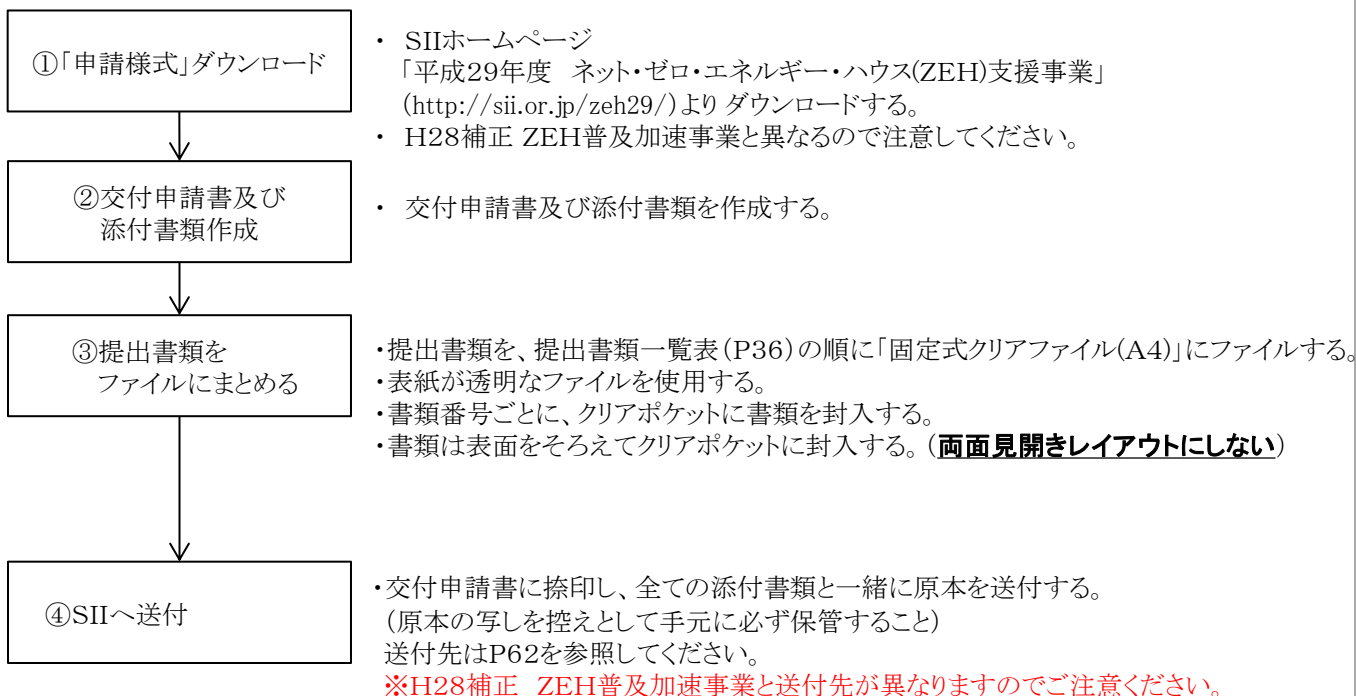 ①「申請様式」ダウンロード
・ SIIホームページ
「平成29年度 ネット・ゼロ・エネルギー・ハウス(ZEH)支援事業」
(http://sii.or.jp/zeh29/)より ダウンロードする。
・ H28補正 ZEH普及加速事業と異なるので注意してください。
②交付申請書及び
添付書類作成
・ 交付申請書及び添付書類を作成する。
③提出書類を
ファイルにまとめる
・提出書類を、提出書類一覧表(P36)の順に「固定式クリアファイル(A4)」にファイルする。
・表紙が透明なファイルを使用する。
・書類番号ごとに、クリアポケットに書類を封入する。
・書類は表面をそろえてクリアポケットに封入する。(両面見開きレイアウトにしない)
④SIIへ送付
・交付申請書に捺印し、全ての添付書類と一緒に原本を送付する。
(原本の写しを控えとして手元に必ず保管すること)
送付先はP62を参照してください。
※H28補正 ZEH普及加速事業と送付先が異なりますのでご注意ください。